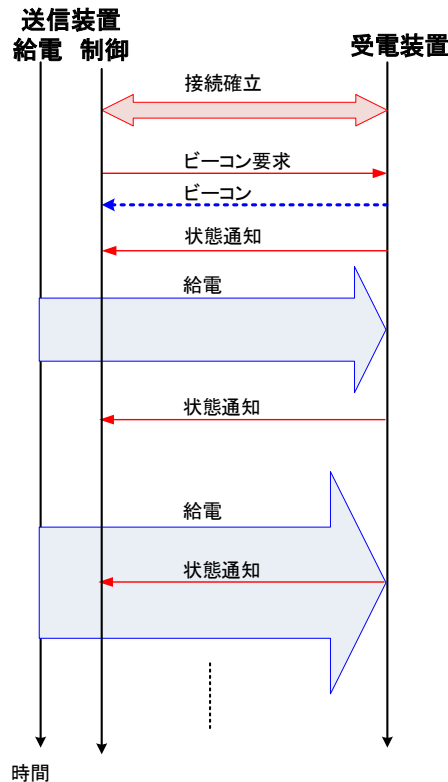 送信装置
給電 制御
受電装置
接続確立
ビーコン要求
ビーコン
状態通知
給電
状態通知
給電
状態通知
時間